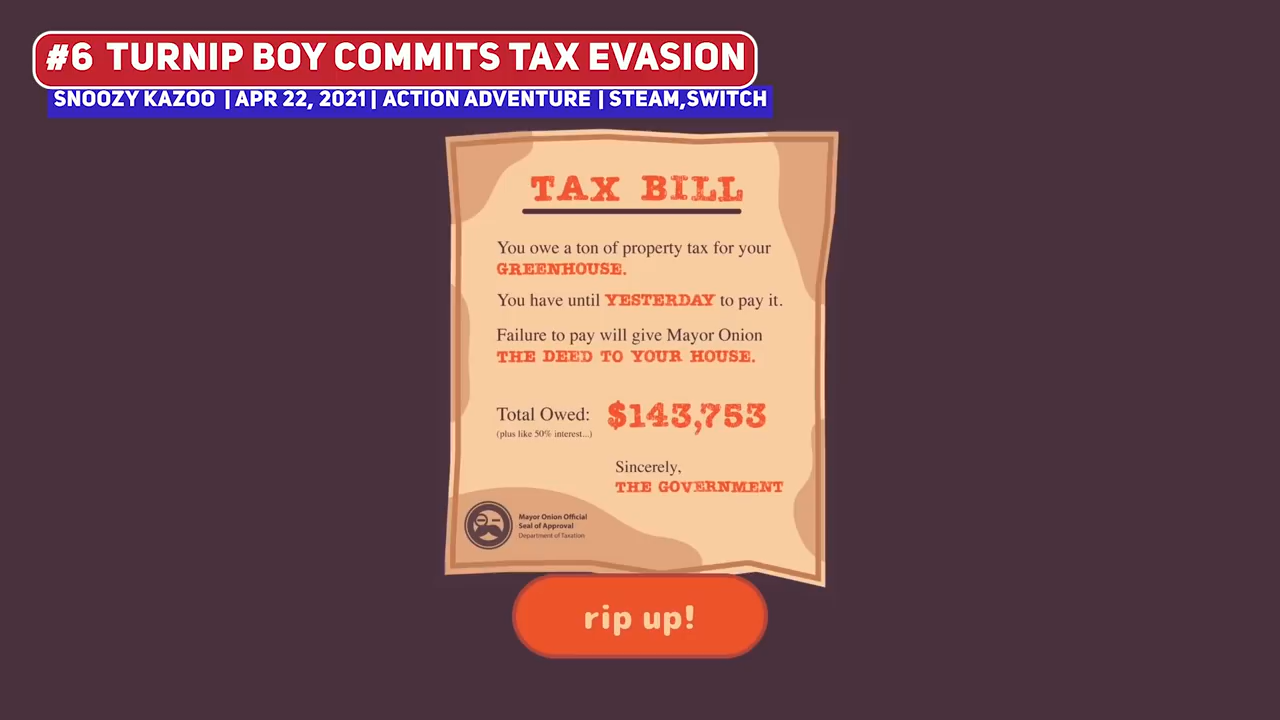 #6 TURNIP BOY COMMITS TAX EVASION
SNOOZY KAZOO | APR 22, 2021 | ACTION ADVENTURE | STEAM,SWITCH
TAX BILL
You owe a ton of property tax for your
GREENHOUSE.
You have until YESTERDAY to pay it.
Failure to pay will give Mayor Onion
THE DEED TO YOUR HOUSE.
Total Owed: $143,753
(plus like 50% interest...)
Sincerely,
THE GOVERNMENT
Mayor Onion Official
Seal of Approval
Department of Taxation
rip up!